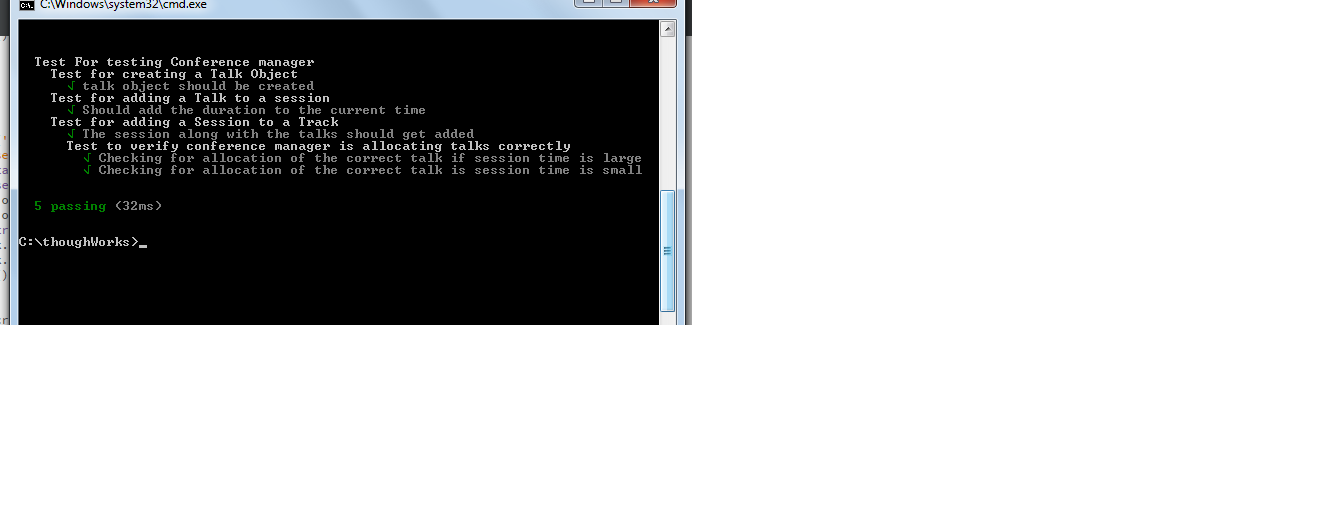 C:\Windows\system32\cmd.exe
Test For testing Conference manager
Test for creating a Talk Object
√ talk object should be created
Test for adding a Talk to a session
√ Should add the duration to the current time
Test for adding a Session to a Track
√ The session along with the talks should get added
Test to verify conference manager is allocating talks correctly
√ Checking for allocation of the correct talk if session time is large
√ Checking for allocation of the correct talk is session time is small
5 passing (32ms)
C:\thoughWorks>_